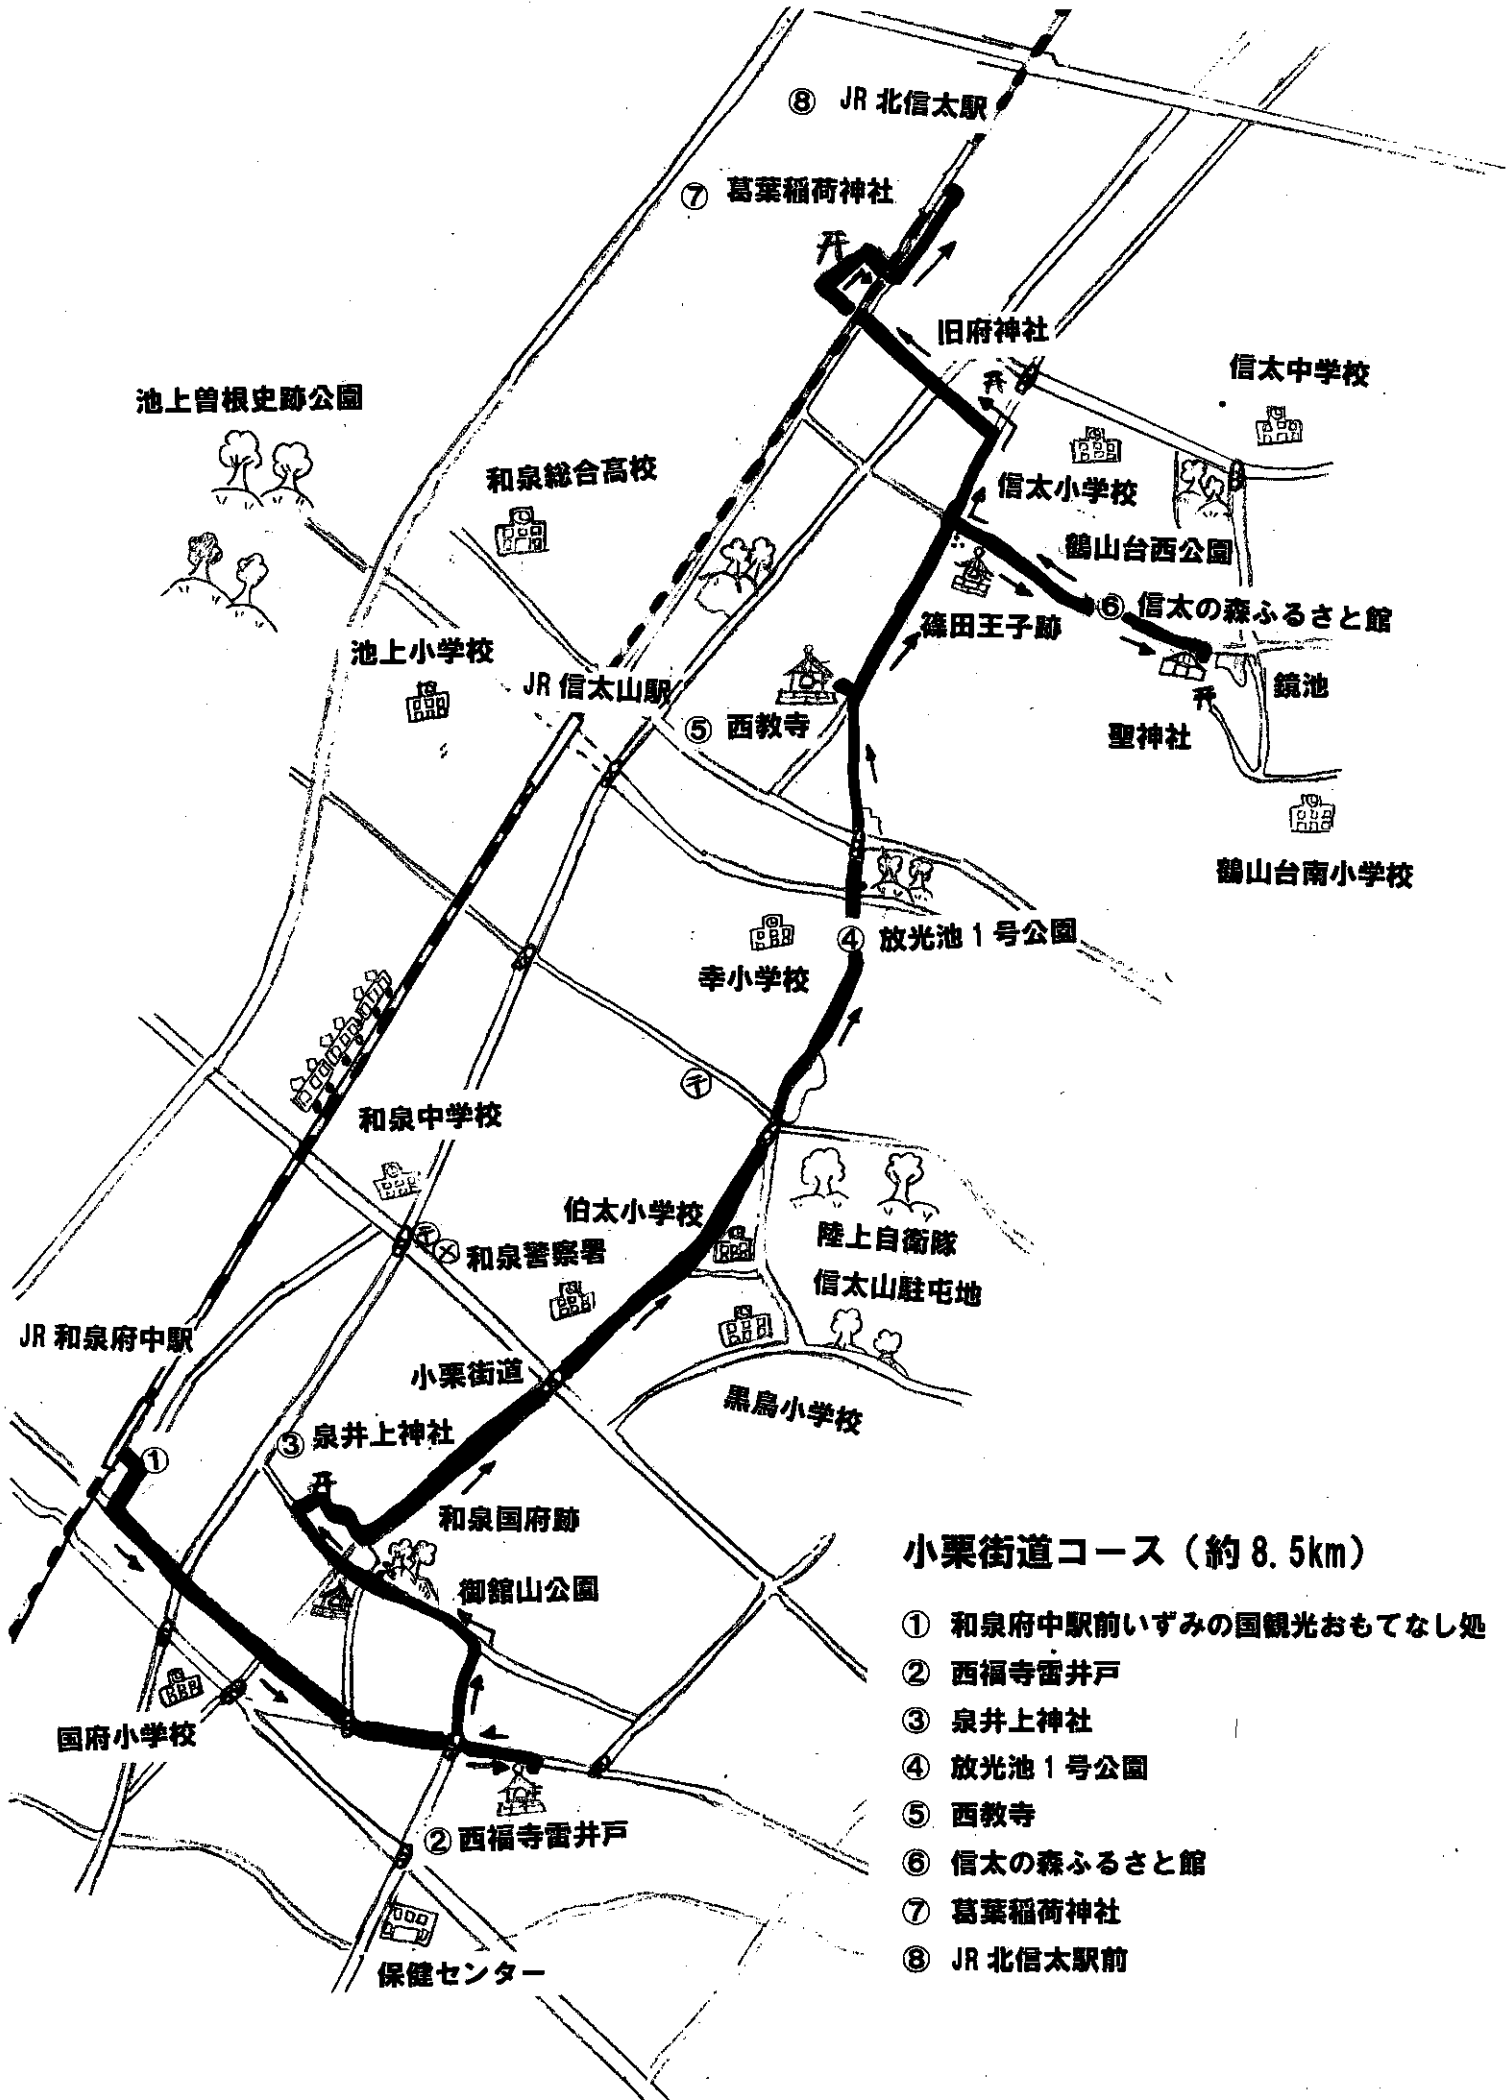 ⑧ JR 北信太駅
⑦ 葛葉稲荷神社
旧府神社
信太中学校
池上曽根史跡公園
和泉総合高校
信太小学校
鶴山台西公園
⑥ 信太の森ふるさと館
篠田王子跡
池上小学校
JR 信太山駅
鏡池
⑤ 西教寺
聖神社
鶴山台南小学校
④ 放光池1号公園
幸小学校
和泉中学校
伯太小学校
陸上自衛隊
信太山駐屯地
和泉警察署
JR 和泉府中駅
小栗街道
黒鳥小学校
③ 泉井上神社
①
和泉国府跡
御舘山公園
国府小学校
② 西福寺雷井戸
保健センター
小栗街道コース（約8.5km）
① 和泉府中駅前いずみの国観光おもてなし処
② 西福寺雷井戸
③ 泉井上神社
④ 放光池1号公園
⑤ 西教寺
⑥ 信太の森ふるさと館
⑦ 葛葉稲荷神社
⑧ JR 北信太駅前